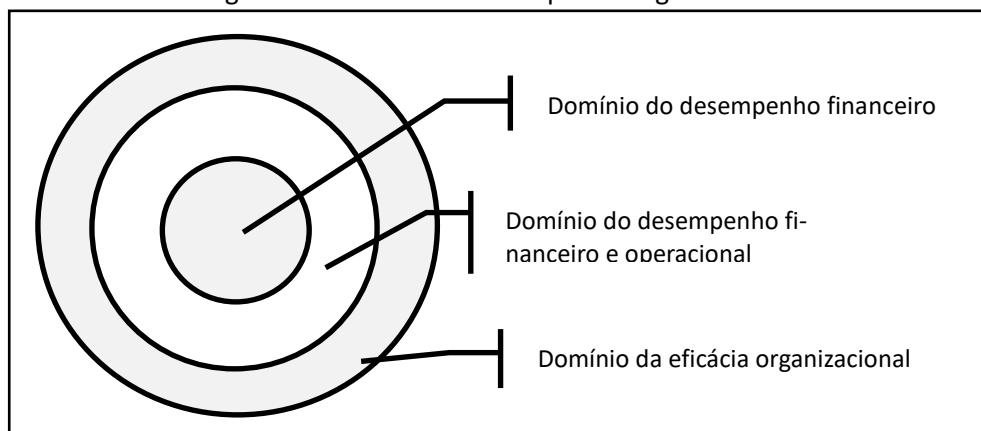 Domínio do desempenho financeiro
Domínio do desempenho fi-
nanceiro e operacional
Domínio da eficácia organizacional